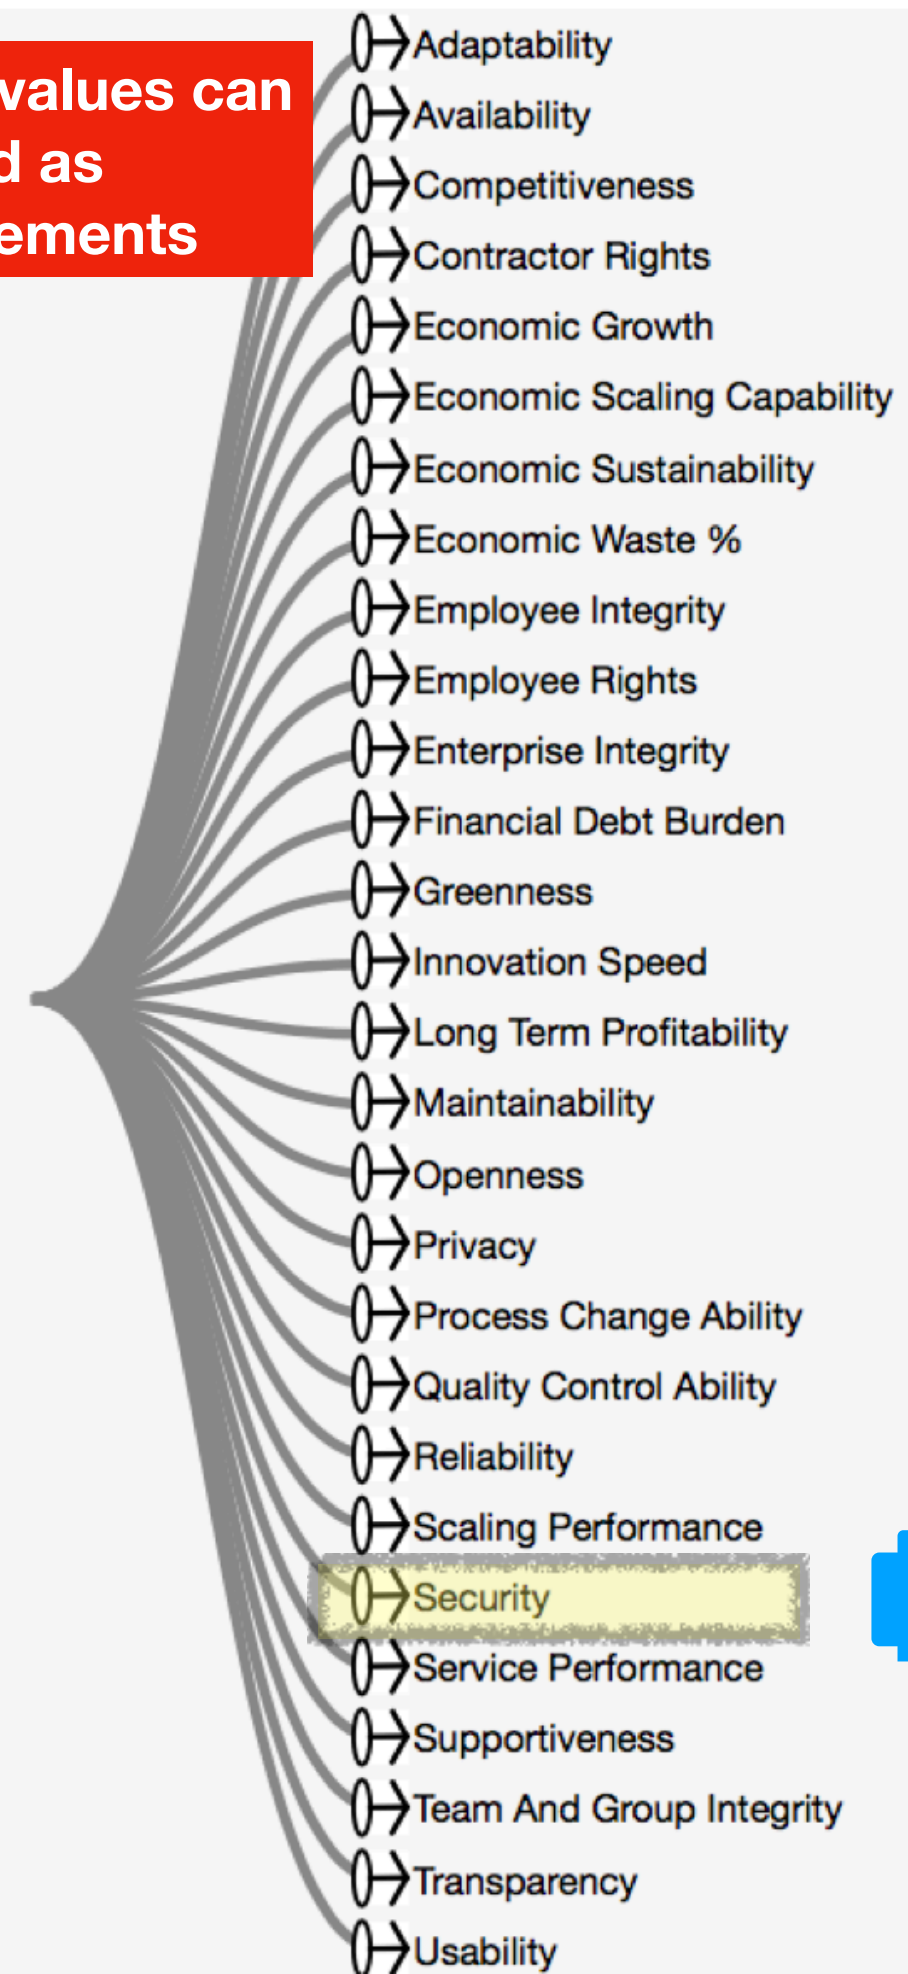 values can
d as
ements
Adaptability
Availability
Competitiveness
Contractor Rights
Economic Growth
Economic Scaling Capability
Economic Sustainability
Economic Waste %
Employee Integrity
Employee Rights
Enterprise Integrity
Financial Debt Burden
Greenness
Innovation Speed
Long Term Profitability
Maintainability
Openness
Privacy
Process Change Ability
Quality Control Ability
Reliability
Scaling Performance
Security
Service Performance
Supportiveness
Team And Group Integrity
Transparency
Usability